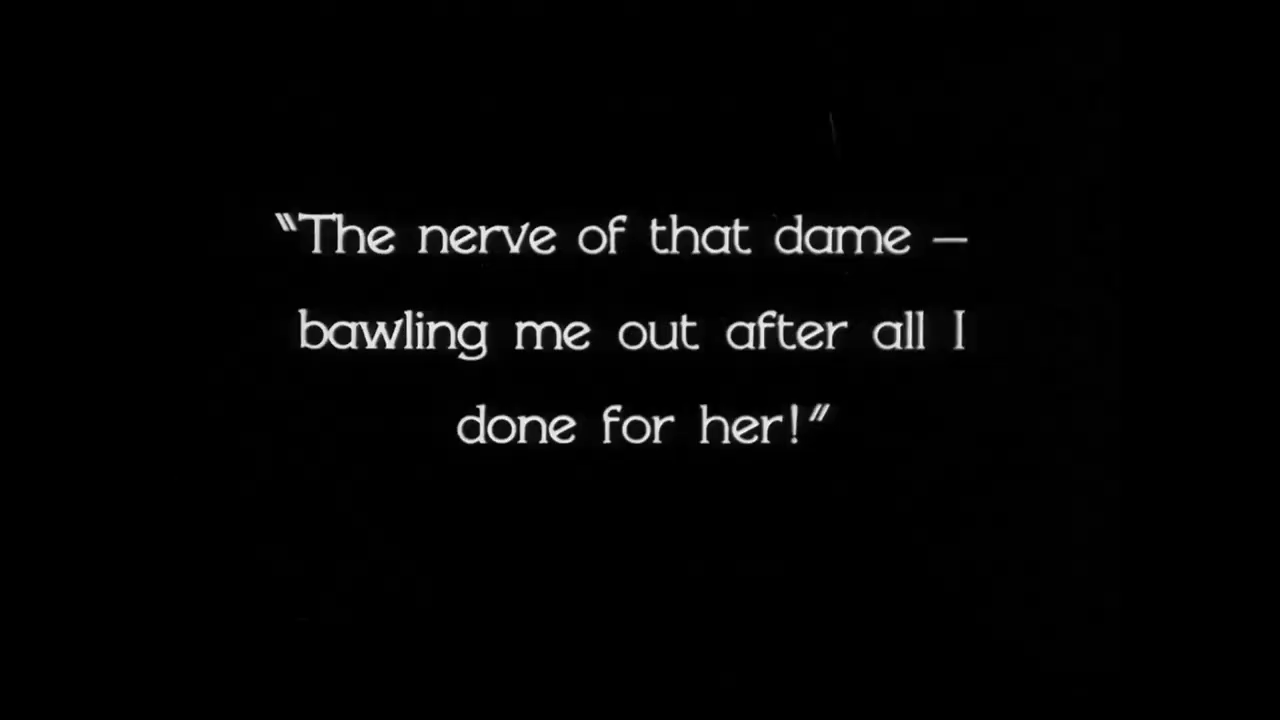 “The nerve of that dame —
bawling me out after all I
done for her!”